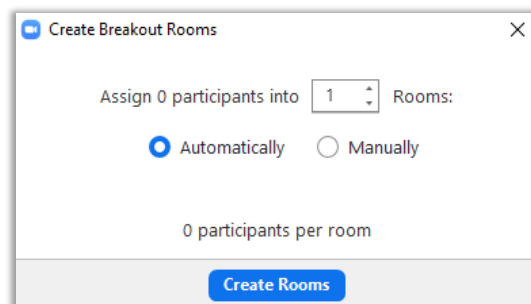 Create Breakout Rooms
Assign 0 participants into 1 Rooms:
Automatically Manually
0 participants per room
Create Rooms